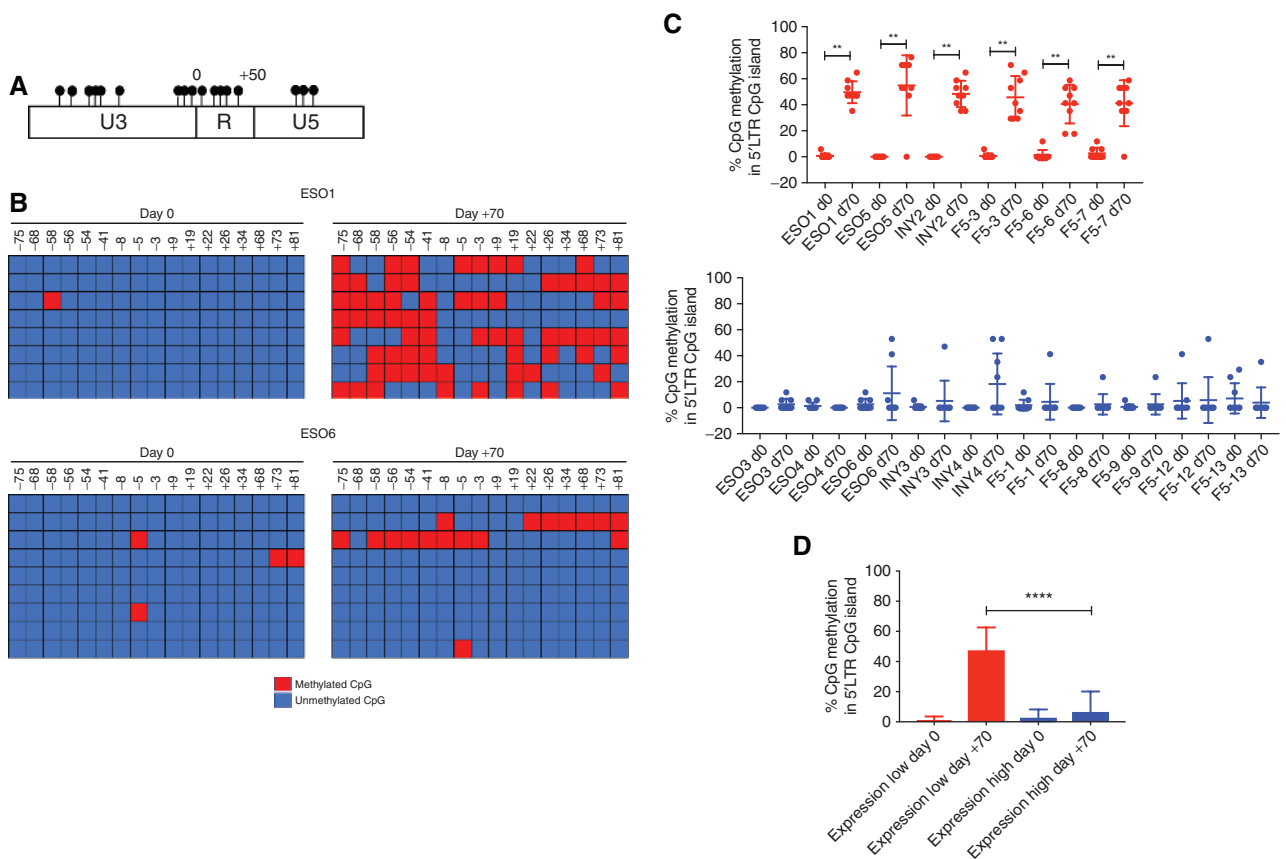 A
0 +50
U3 R U5
B
ESO1
Day 0 Day +70
−75 −68 −58 −56 −54 −41 −8 −5 −3 +9 +19 +22 +26 +34 +68 +73 +81
−75 −68 −58 −56 −54 −41 −8 −5 −3 +9 +19 +22 +26 +34 +68 +73 +81
ESO6
Day 0 Day +70
−75 −68 −58 −56 −54 −41 −8 −5 −3 +9 +19 +22 +26 +34 +68 +73 +81
−75 −68 −58 −56 −54 −41 −8 −5 −3 +9 +19 +22 +26 +34 +68 +73 +81
Methylated CpG
Unmethylated CpG
C
% CpG methylation
in 5′LTR CpG island
100
80
60
40
20
0
−20
** ** ** ** ** **
ESO1 d0 ESO1 d70 ESO5 d0 ESO5 d70 INY2 d0 INY2 d70 F5-3 d0 F5-3 d70 F5-6 d0 F5-6 d70 F5-7 d0 F5-7 d70
% CpG methylation
in 5′LTR CpG island
100
80
60
40
20
0
−20
ESO3 d0 ESO3 d70 ESO4 d0 ESO4 d70 ESO6 d0 ESO6 d70 INY3 d0 INY3 d70 INY4 d0 INY4 d70 F5-1 d0 F5-1 d70 F5-8 d0 F5-8 d70 F5-9 d0 F5-9 d70 F5-12 d0 F5-12 d70 F5-13 d0 F5-13 d70
D
% CpG methylation
in 5′LTR CpG island
100
80
60
40
20
0
****
Expression low day 0
Expression low day +70
Expression high day 0
Expression high day +70